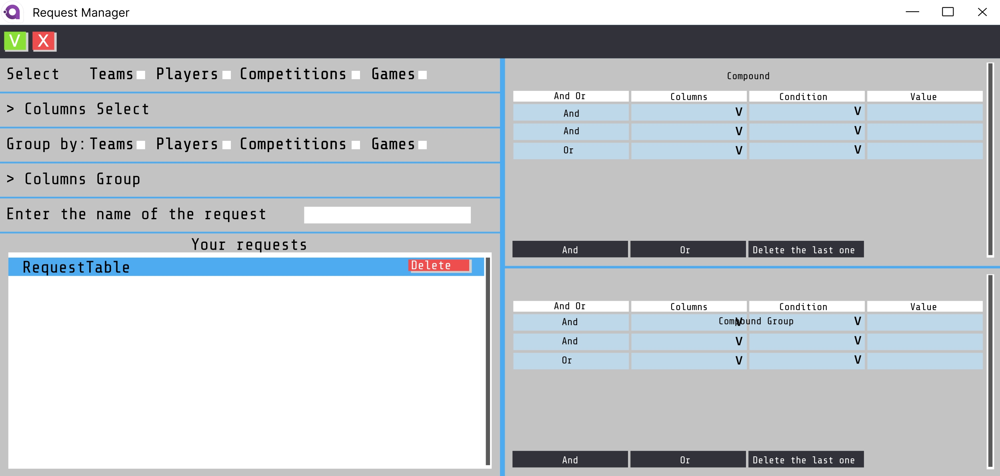 Request Manager
V X
Select Teams Players Competitions Games
> Columns Select
Group by: Teams Players Competitions Games
> Columns Group
Enter the name of the request
Your requests
RequestTable Delete
Compound
And Or Columns Condition Value
And V V
And V V
Or V V
And Or Delete the last one
And Or Columns Condition Value
Compound Group
And V V
And V V
Or V V
And Or Delete the last one